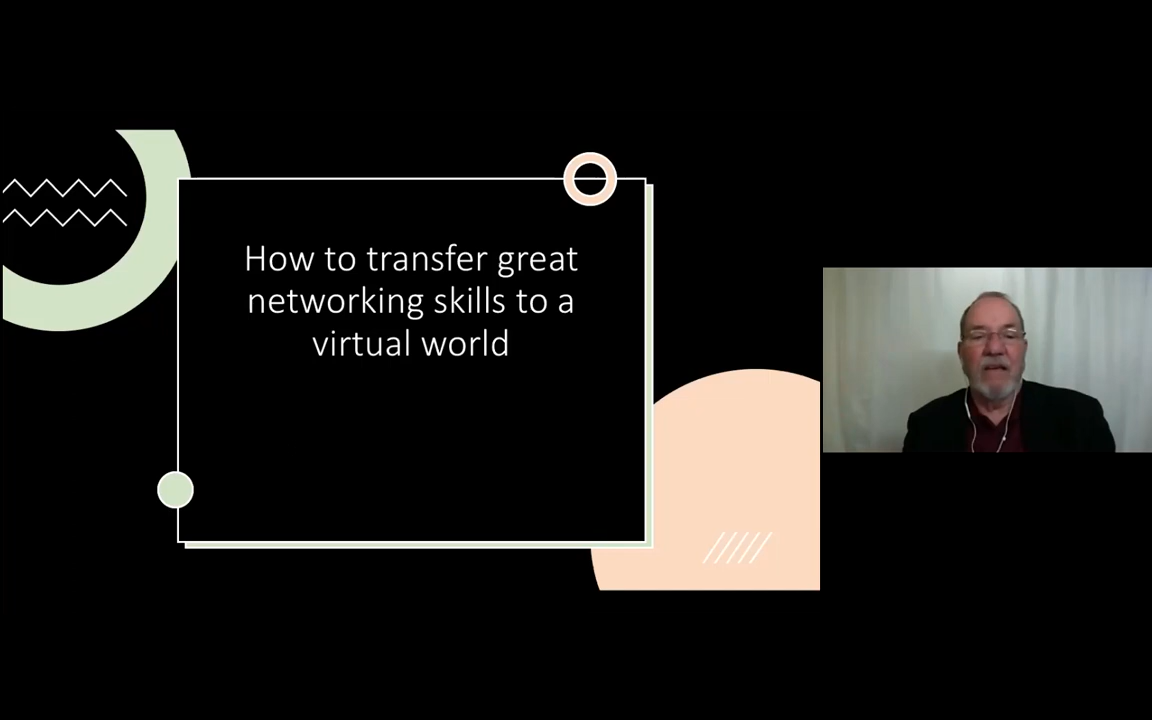 How to transfer great
networking skills to a
virtual world